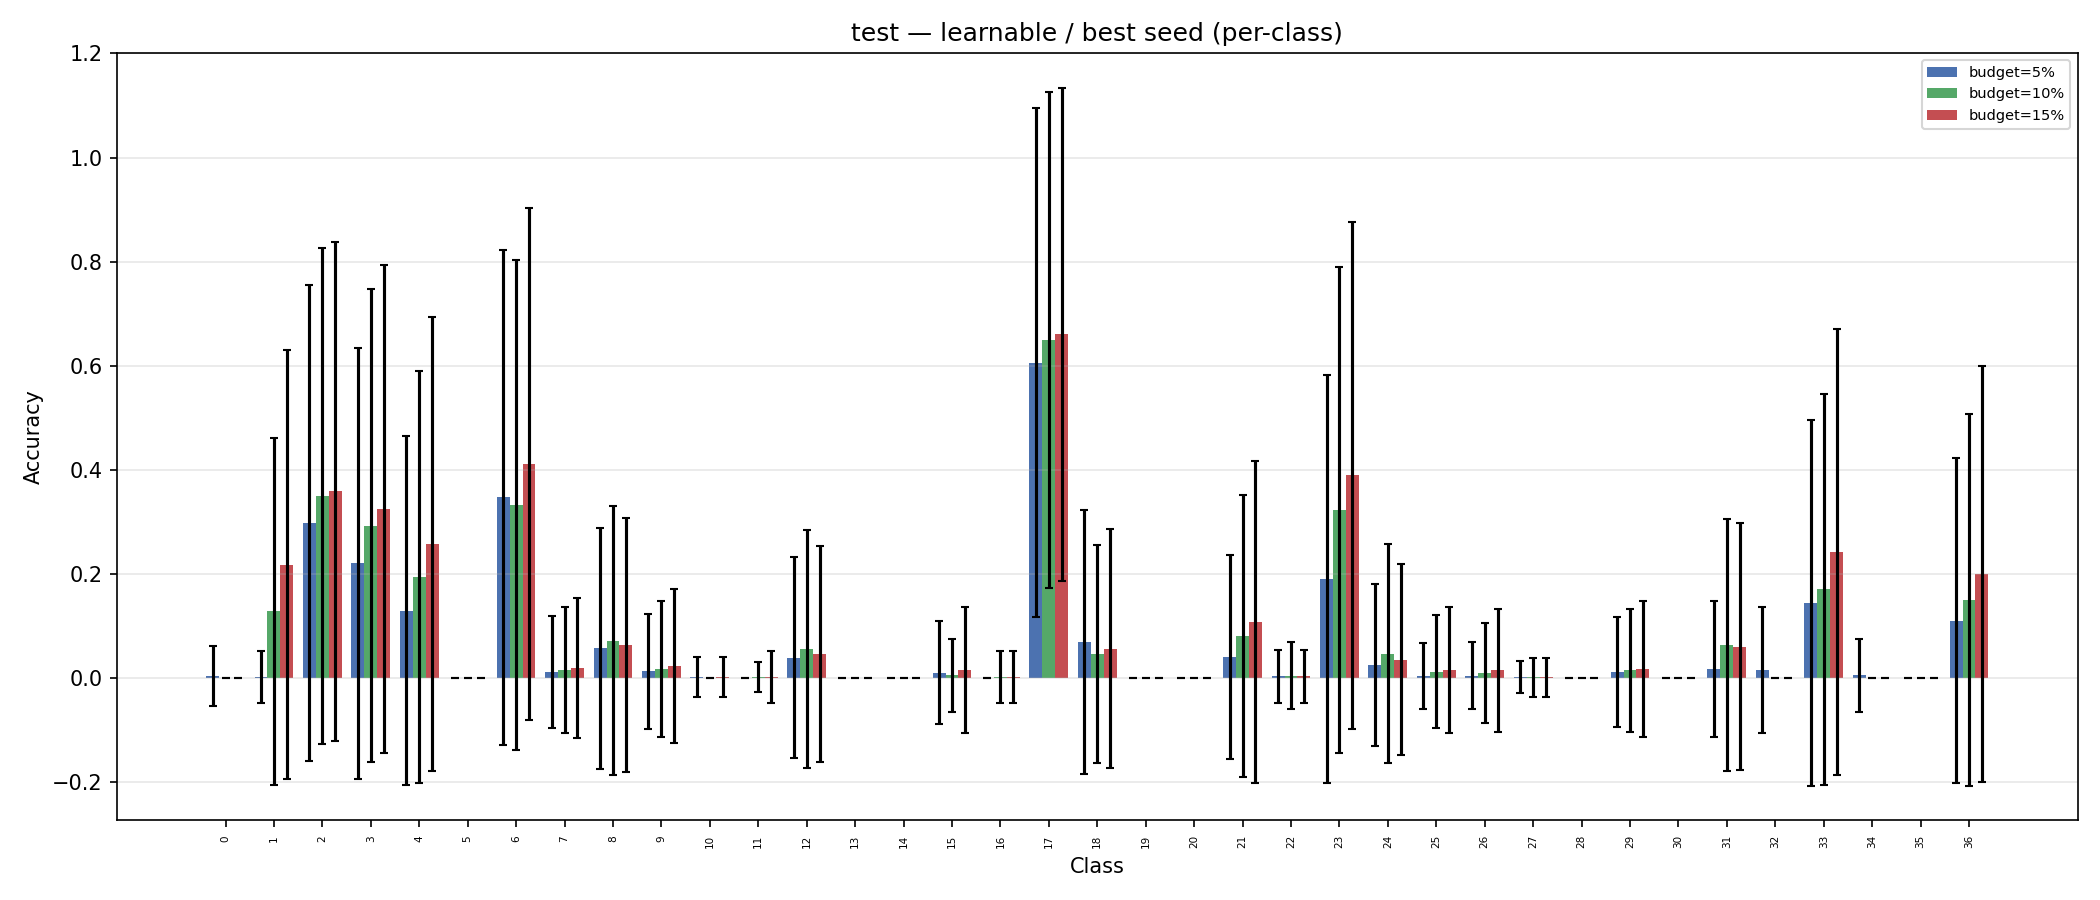 test — learnable / best seed (per-class)
budget=5%
budget=10%
budget=15%
Accuracy
1.2
1.0
0.8
0.6
0.4
0.2
0.0
−0.2
0 1 2 3 4 5 6 7 8 9 10 11 12 13 14 15 16 17 18 19 20 21 22 23 24 25 26 27 28 29 30 31 32 33 34 35 36
Class